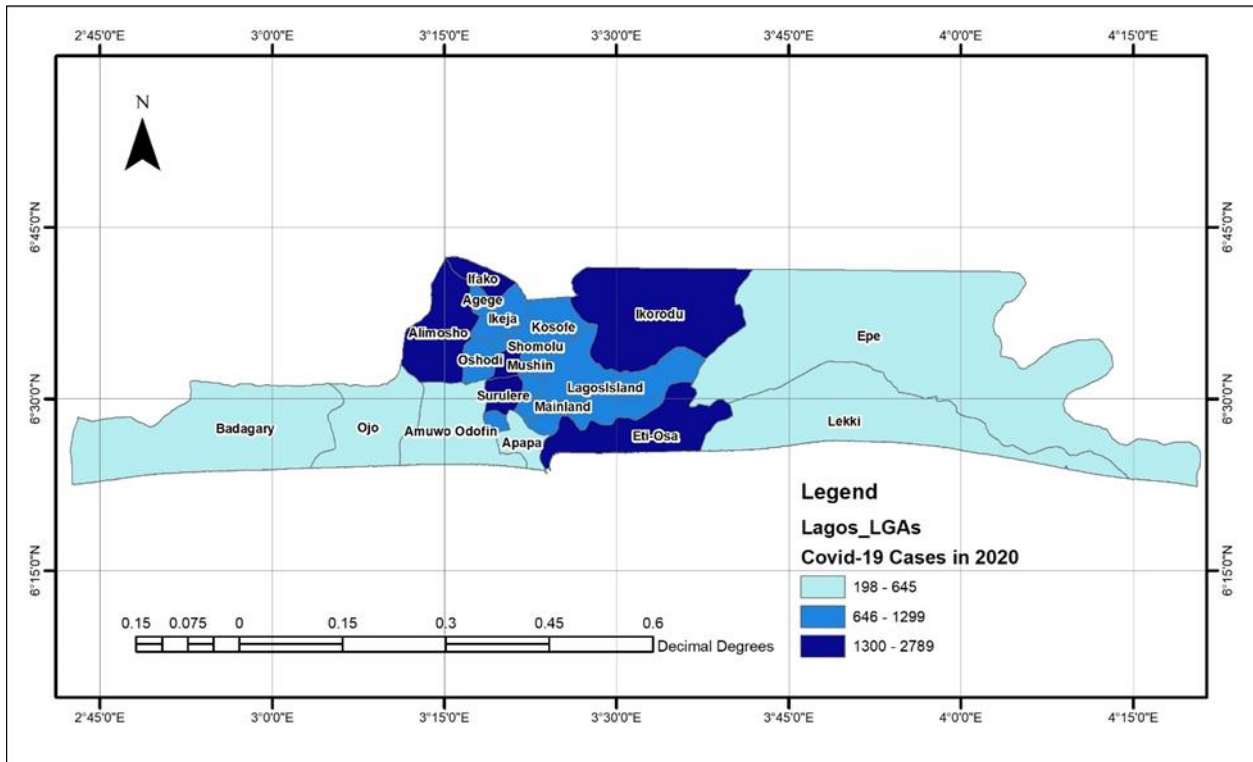 2°45'0"E 3°0'0"E 3°15'0"E 3°30'0"E 3°45'0"E 4°0'0"E 4°15'0"E
N
6°45'0"N 6°45'0"N
Ifako
Agege
Ikeja
Ikorodu
Kosofe
Alimosho
Epe
Shomolu
Oshodi
Mushin
LagosIsland
Surulere
6°30'0"N 6°30'0"N
Mainland
Lekki
Badagary
Ojo
Amuwo Odofin
Eti-Osa
Apapa
Legend
Lagos_LGAs
Covid-19 Cases in 2020
198 - 645
646 - 1299
1300 - 2789
6°15'0"N 6°15'0"N
0.15 0.075 0 0.15 0.3 0.45 0.6
Decimal Degrees
2°45'0"E 3°0'0"E 3°15'0"E 3°30'0"E 3°45'0"E 4°0'0"E 4°15'0"E